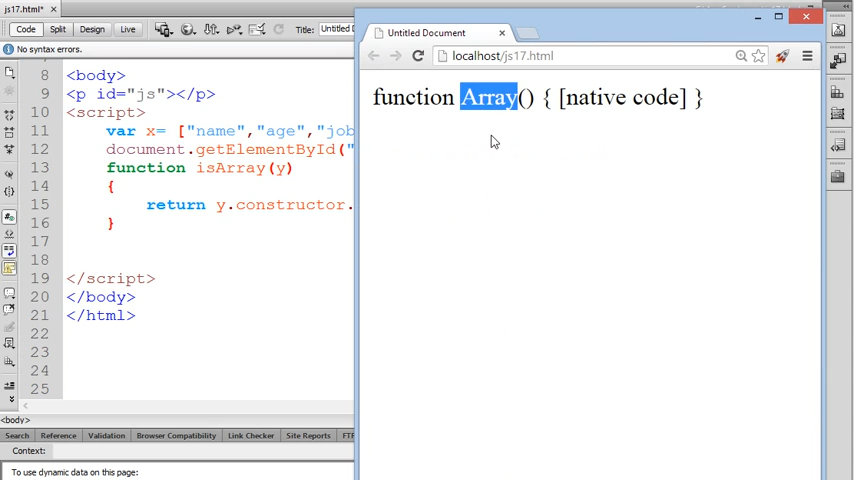 js17.html*
Code Split Design Live Title: Untitled
No syntax errors.
8 <body>
9 <p id="js"></p>
10 <script>
11 var x= ["name","age","job
12 document.getElementById("
13 function isArray(y)
14 {
15 return y.constructor.
16 }
17
18
19 </script>
20 </body>
21 </html>
22
23
24
25
<body>
Search Reference Validation Browser Compatibility Link Checker Site Reports FT
Context:
To use dynamic data on this page:
Untitled Document
localhost/js17.html
function Array() { [native code] }